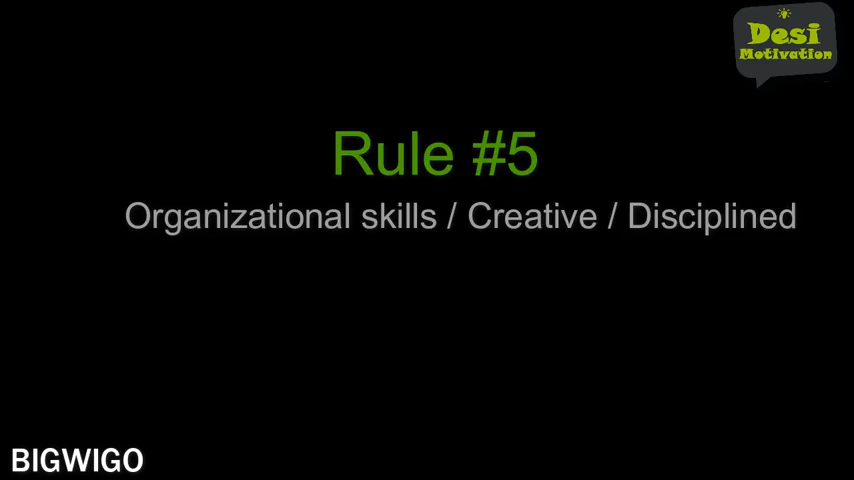 Desi
Motivation
Rule #5
Organizational skills / Creative / Disciplined
BIGWIGO